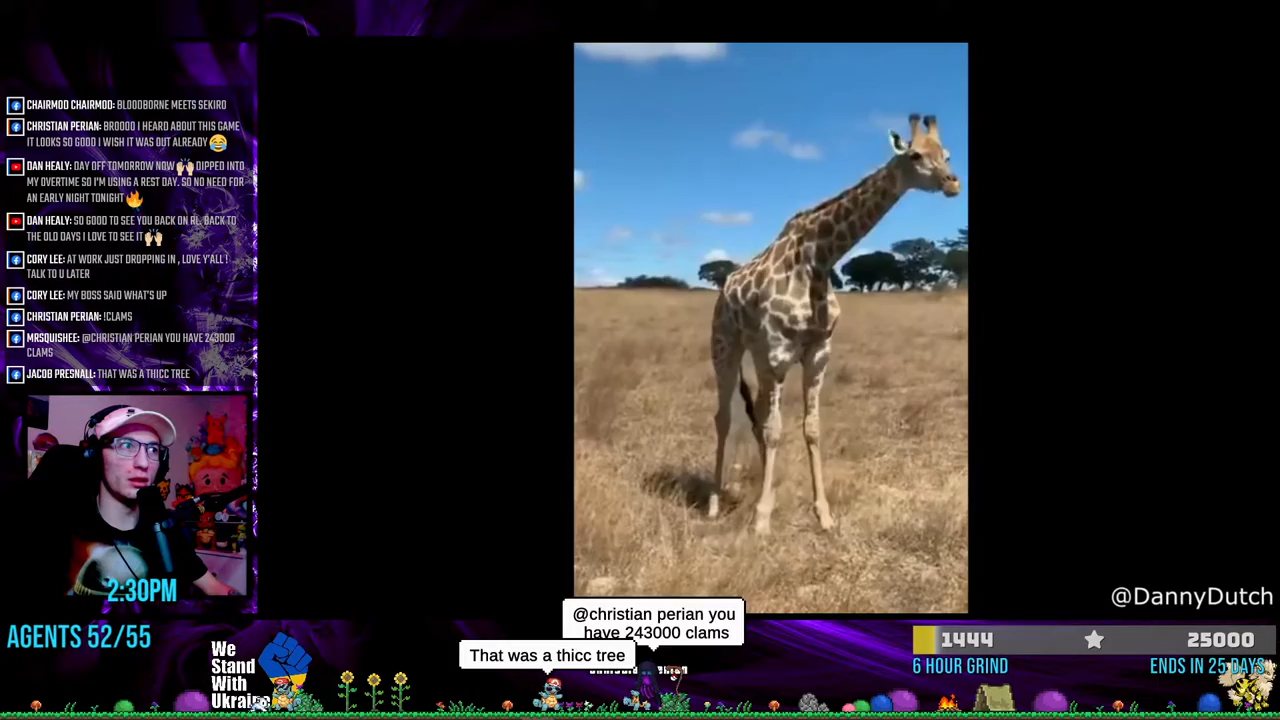 CHAIRMOD CHAIRMOD: BLOODBORNE MEETS SEKIRO
CHRISTIAN PERIAN: BROOOO I HEARD ABOUT THIS GAME
IT LOOKS SO GOOD I WISH IT WAS OUT ALREADY 😂
DAN HEALY: DAY OFF TOMORROW NOW 🙌🏻 DIPPED INTO
MY OVERTIME SO I'M USING A REST DAY. SO NO NEED FOR
AN EARLY NIGHT TONIGHT 🔥
DAN HEALY: SO GOOD TO SEE YOU BACK ON RL. BACK TO
THE OLD DAYS I LOVE TO SEE IT 🙌🏻
CORY LEE: AT WORK JUST DROPPING IN , LOVE Y'ALL !
TALK TO U LATER
CORY LEE: MY BOSS SAID WHAT'S UP
CHRISTIAN PERIAN: !CLAMS
MRSQUISHEE: @CHRISTIAN PERIAN YOU HAVE 243000
CLAMS
JACOB PRESNALL: THAT WAS A THICC TREE
2:30PM
AGENTS 52/55
We
Stand
With
Ukraine
@christian perian you
have 243000 clams
That was a thicc tree
@DannyDutch
1444 25000
6 HOUR GRIND ENDS IN 25 DAYS